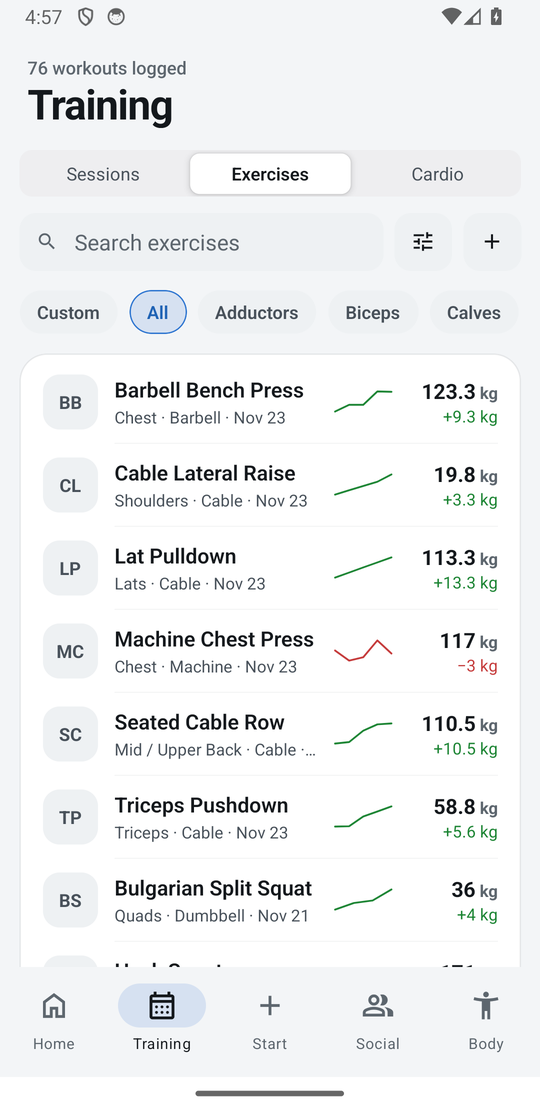 4:57
76 workouts logged
Training
Sessions Exercises Cardio
Search exercises
Custom All Adductors Biceps Calves
BB Barbell Bench Press 123.3 kg
Chest · Barbell · Nov 23 +9.3 kg
CL Cable Lateral Raise 19.8 kg
Shoulders · Cable · Nov 23 +3.3 kg
LP Lat Pulldown 113.3 kg
Lats · Cable · Nov 23 +13.3 kg
MC Machine Chest Press 117 kg
Chest · Machine · Nov 23 −3 kg
SC Seated Cable Row 110.5 kg
Mid / Upper Back · Cable ·… +10.5 kg
TP Triceps Pushdown 58.8 kg
Triceps · Cable · Nov 23 +5.6 kg
BS Bulgarian Split Squat 36 kg
Quads · Dumbbell · Nov 21 +4 kg
Home Training Start Social Body